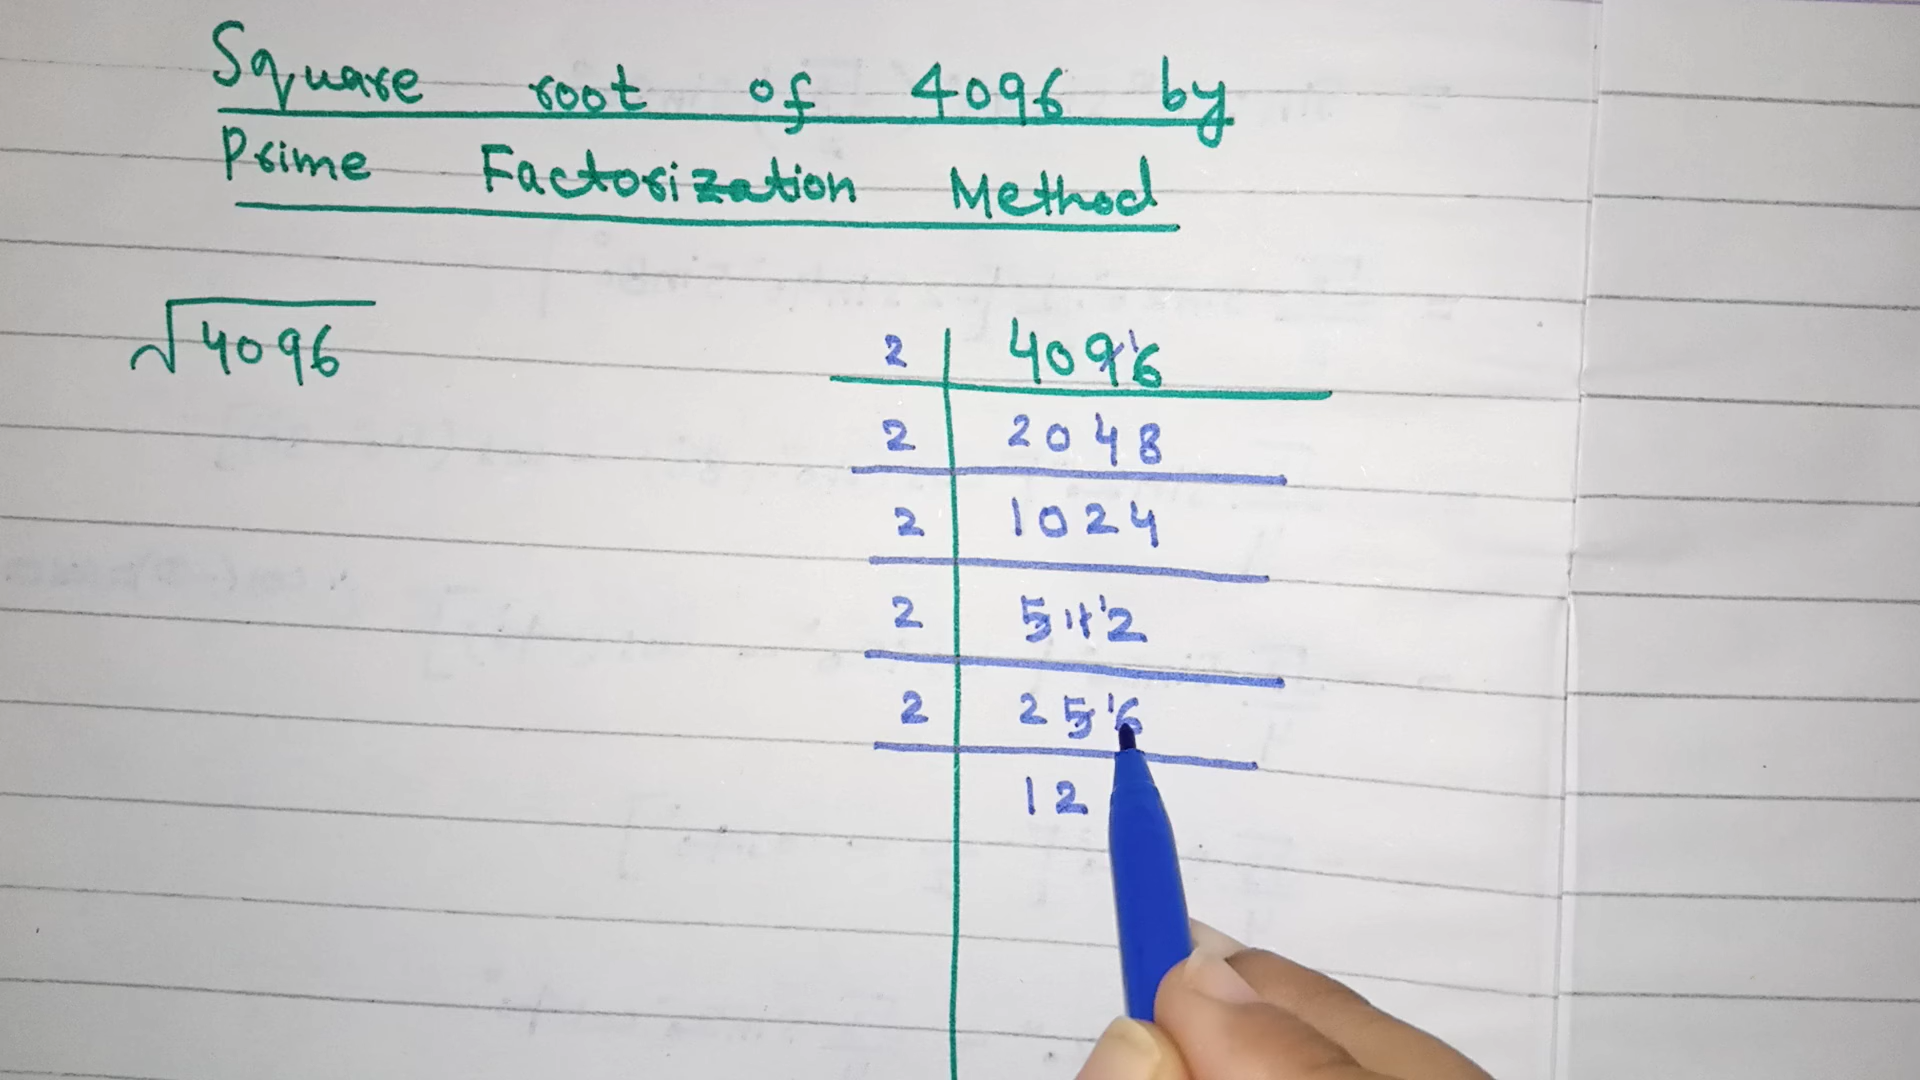 Square root of 4096 by
Prime Factorization Method
√4096
2 | 4096
2 | 2048
2 | 1024
2 | 512
2 | 256
12